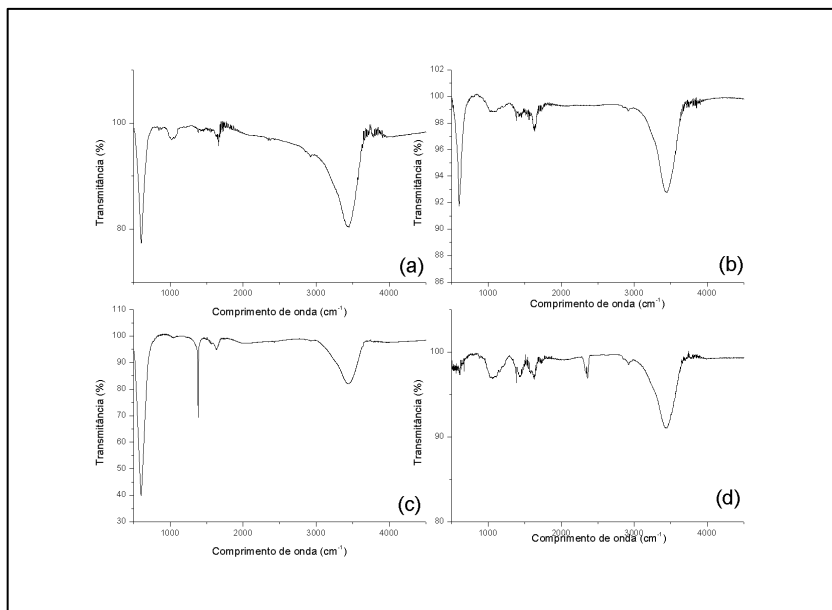 100
80
Transmitância (%)
1000 2000 3000 4000
Comprimento de onda (cm⁻¹)
(a)
102
100
98
96
94
92
90
88
86
Transmitância (%)
1000 2000 3000 4000
Comprimento de onda (cm⁻¹)
(b)
110
100
90
80
70
60
50
40
30
Transmitância (%)
1000 2000 3000 4000
Comprimento de onda (cm⁻¹)
(c)
100
90
80
Transmitância (%)
1000 2000 3000 4000
Comprimento de onda (cm⁻¹)
(d)